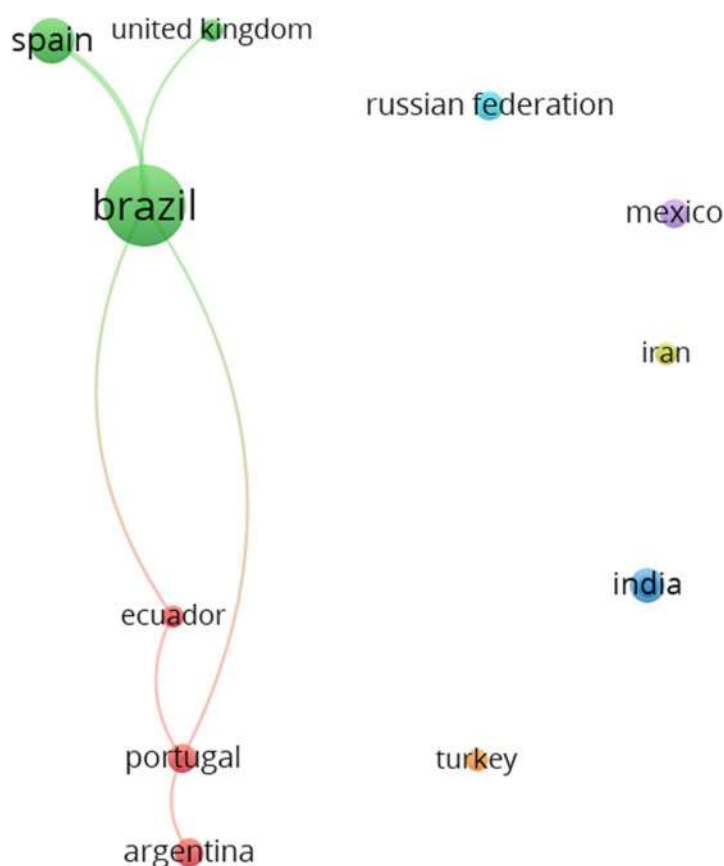 spain
united kingdom
russian federation
brazil
mexico
iran
india
ecuador
portugal
turkey
argentina